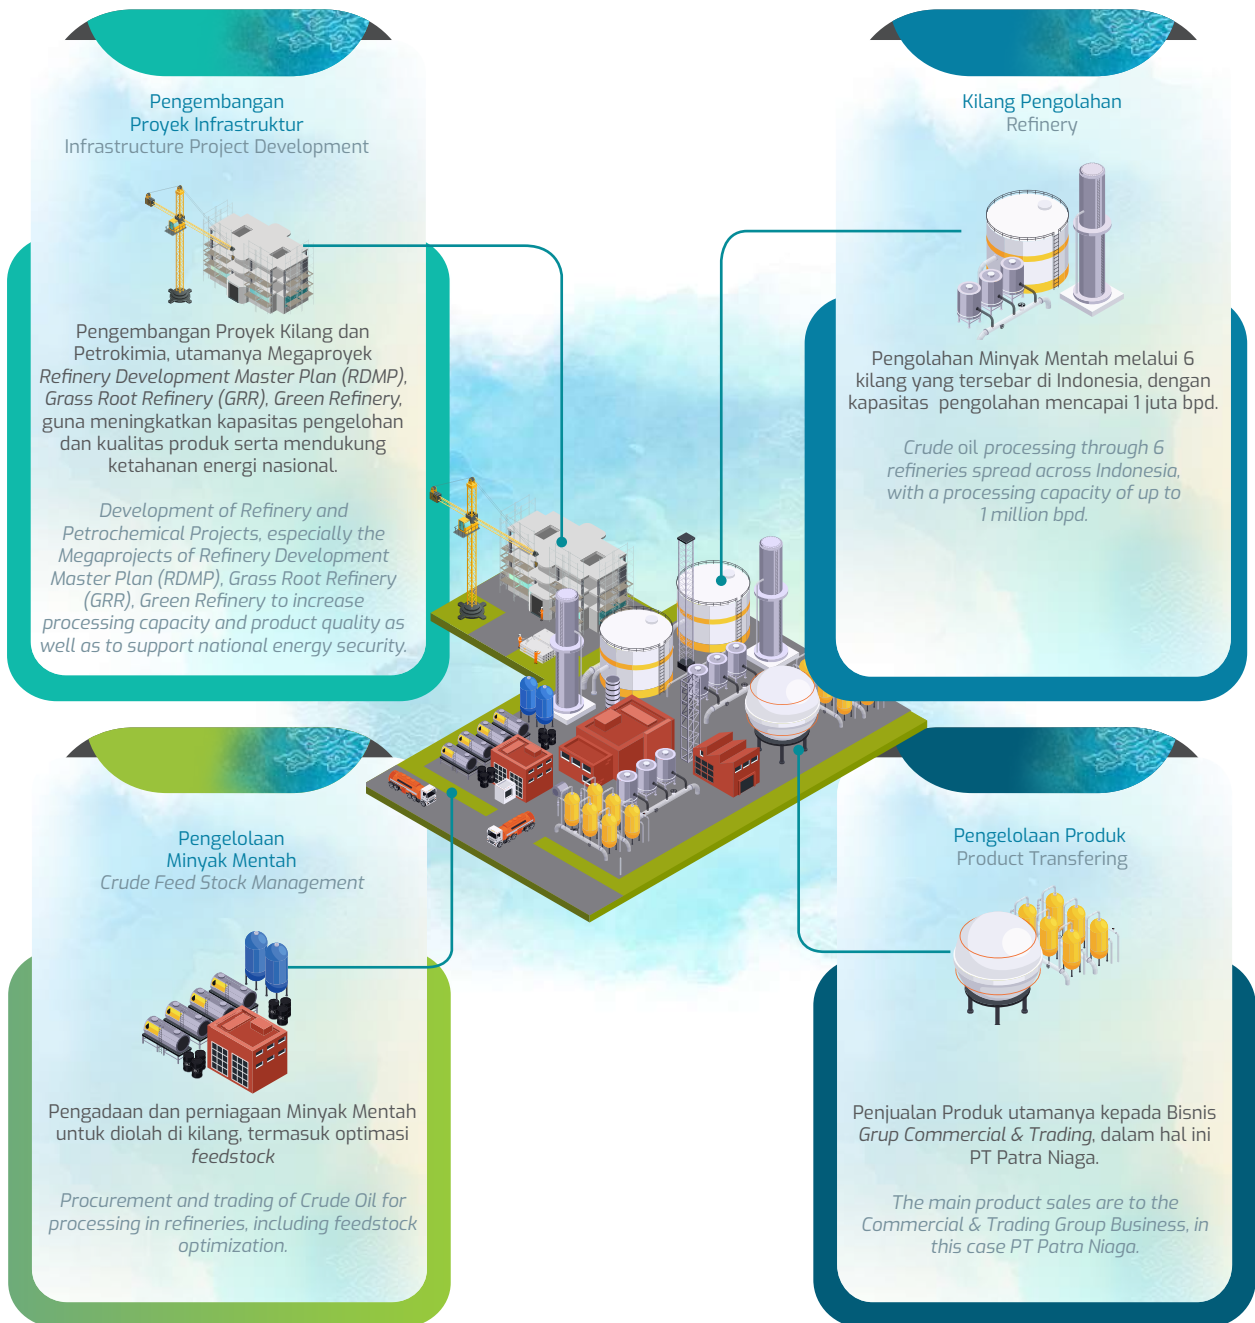 Pengembangan
Proyek Infrastruktur
Infrastructure Project Development
Pengembangan Proyek Kilang dan
Petrokimia, utamanya Megaproyek
Refinery Development Master Plan (RDMP),
Grass Root Refinery (GRR), Green Refinery,
guna meningkatkan kapasitas pengelohan
dan kualitas produk serta mendukung
ketahanan energi nasional.
Development of Refinery and
Petrochemical Projects, especially the
Megaprojects of Refinery Development
Master Plan (RDMP), Grass Root Refinery
(GRR), Green Refinery to increase
processing capacity and product quality as
well as to support national energy security.
Kilang Pengolahan
Refinery
Pengolahan Minyak Mentah melalui 6
kilang yang tersebar di Indonesia, dengan
kapasitas pengolahan mencapai 1 juta bpd.
Crude oil processing through 6
refineries spread across Indonesia,
with a processing capacity of up to
1 million bpd.
Pengelolaan
Minyak Mentah
Crude Feed Stock Management
Pengadaan dan perniagaan Minyak Mentah
untuk diolah di kilang, termasuk optimasi
feedstock
Procurement and trading of Crude Oil for
processing in refineries, including feedstock
optimization.
Pengelolaan Produk
Product Transfering
Penjualan Produk utamanya kepada Bisnis
Grup Commercial & Trading, dalam hal ini
PT Patra Niaga.
The main product sales are to the
Commercial & Trading Group Business, in
this case PT Patra Niaga.